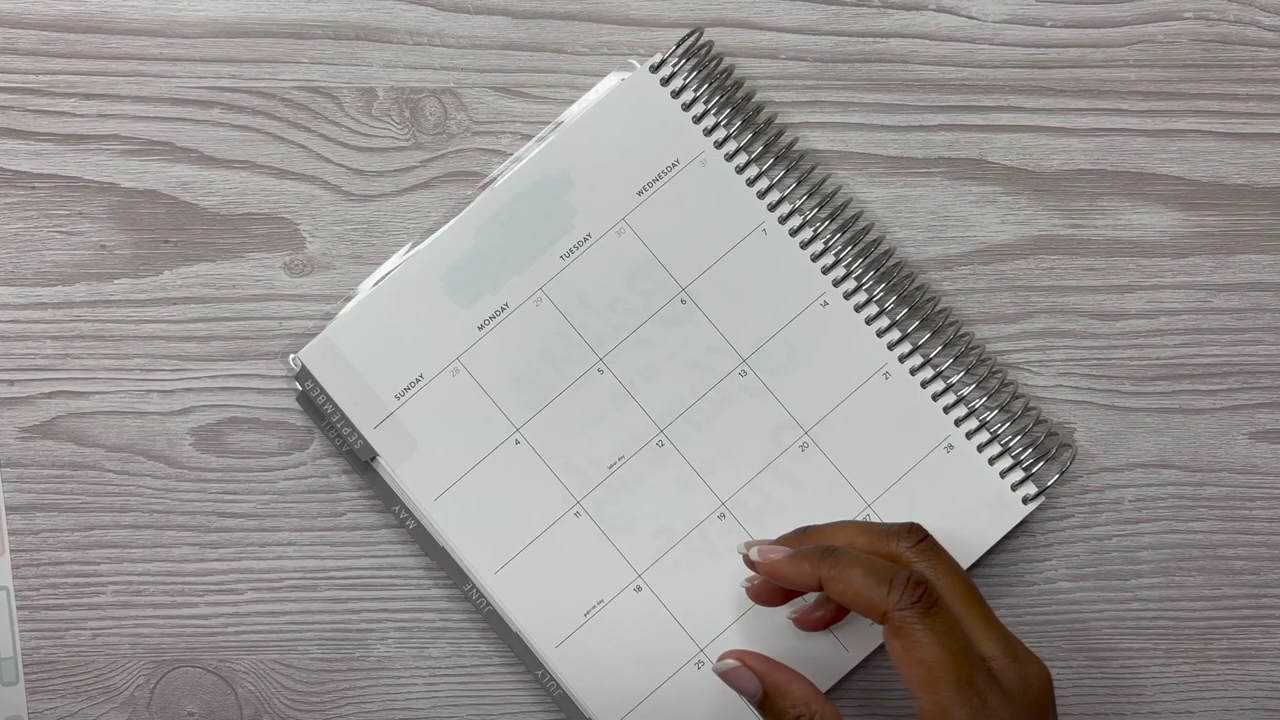 SUNDAY MONDAY TUESDAY WEDNESDAY
28 29 30 31
4 5 6 7
labor day
11 12 13 14
patriot day
18 19 20 21
25 27 28
SEPTEMBER
APRIL
MAY
JUNE
JULY